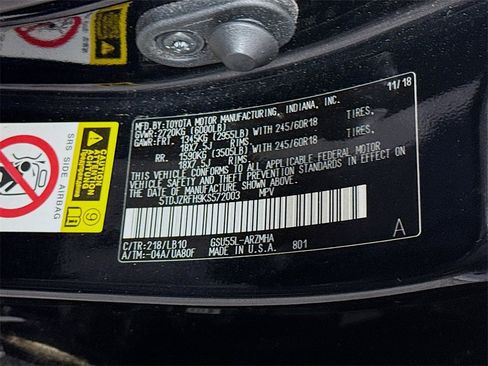 MFD.BY:TOYOTA MOTOR MANUFACTURING, INDIANA, INC. 11/18
GVWR:2720KG (6000LB)
GAWR:FRT. 1345KG (2955LB) WITH 245/60R18 TIRES.
18X7.5J RIMS.
RR. 1590KG (3505LB) WITH 245/60R18 TIRES.
18X7.5J RIMS.
THIS VEHICLE CONFORMS TO ALL APPLICABLE FEDERAL MOTOR
VEHICLE SAFETY AND THEFT PREVENTION STANDARDS IN EFFECT
ON THE DATE OF MANUFACTURE SHOWN ABOVE.
5TDJZRFH9KS572003 MPV
C/TR:218/LB10 GSU55L-ARZMHA A
A/TM:-04A/UA80F MADE IN U.S.A. 801
SRS SIDE AIRBAG
9